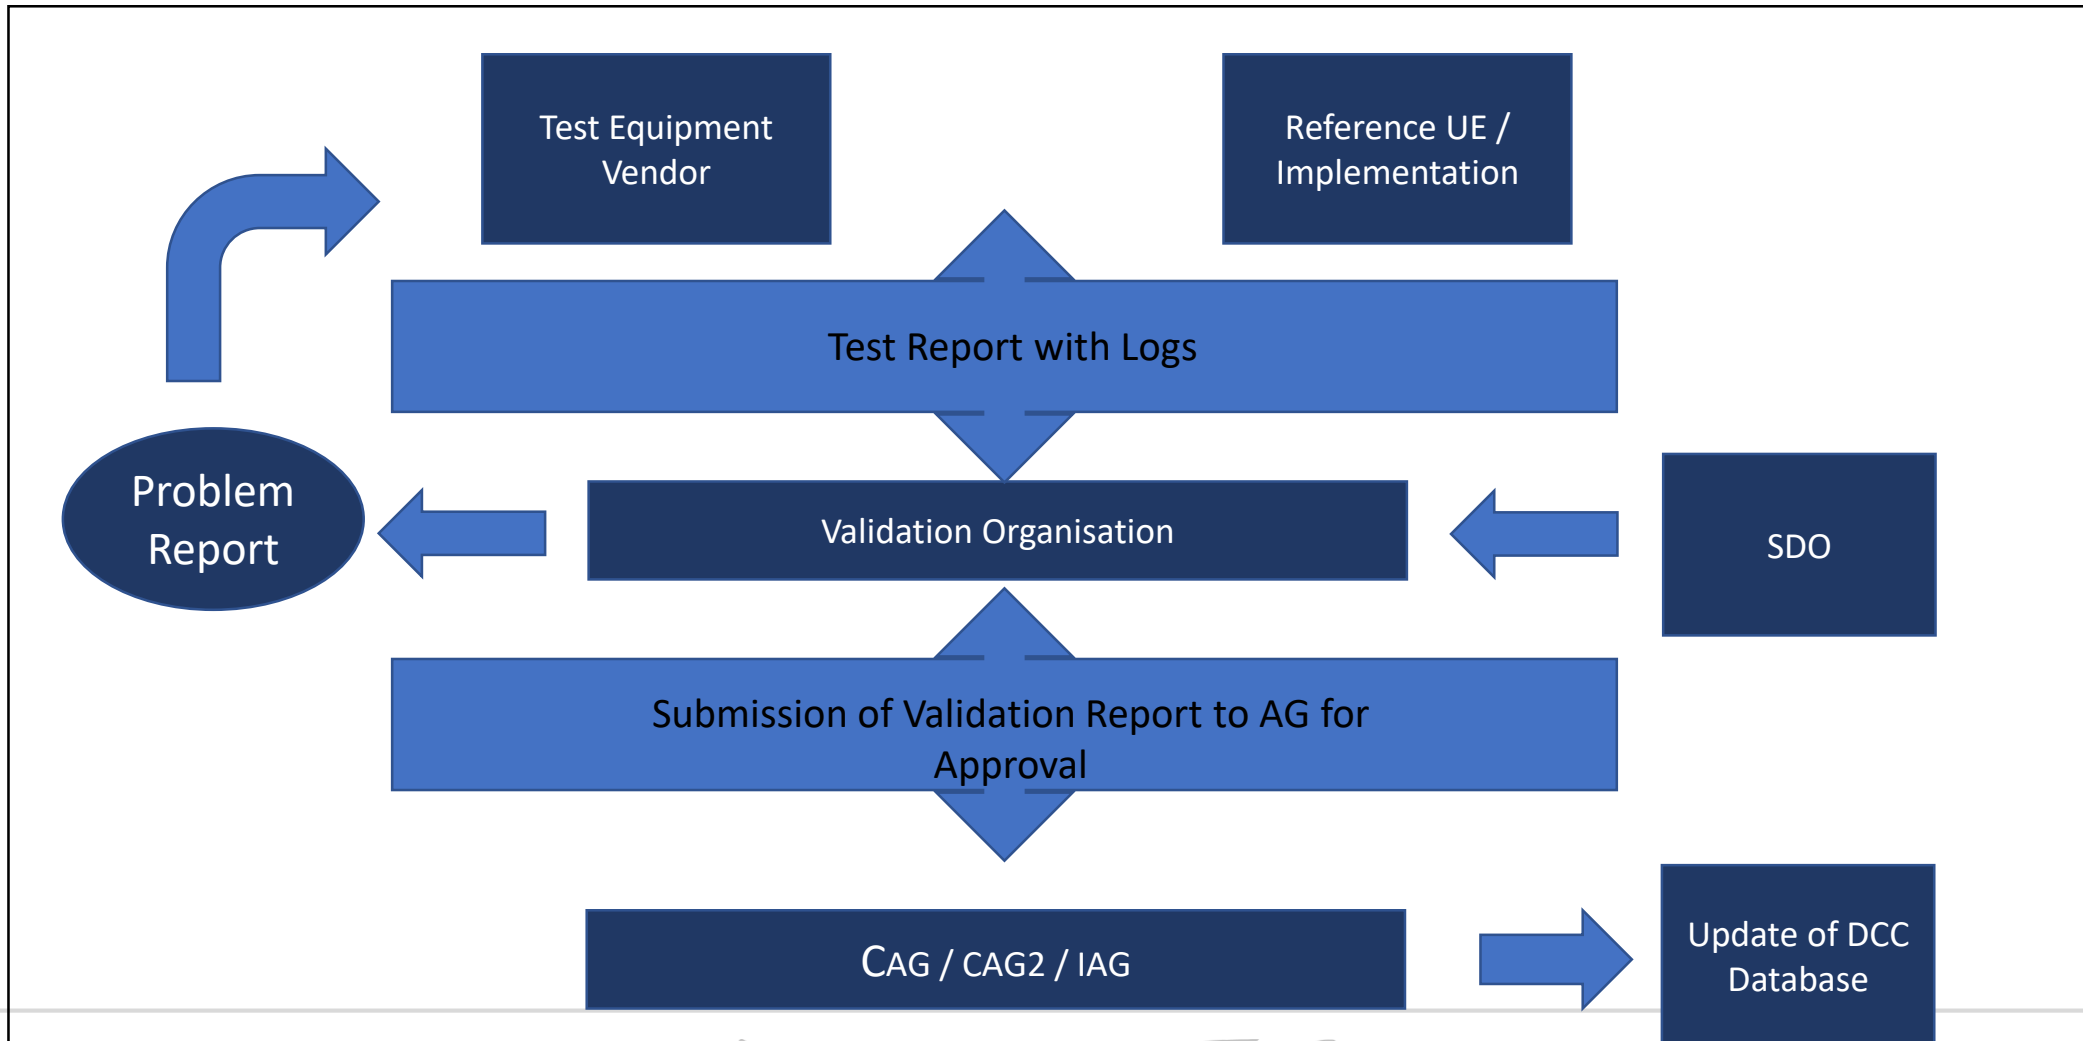 Test Equipment
Vendor
Reference UE /
Implementation
Test Report with Logs
Problem
Report
Validation Organisation
SDO
Submission of Validation Report to AG for
Approval
CAG / CAG2 / IAG
Update of DCC
Database